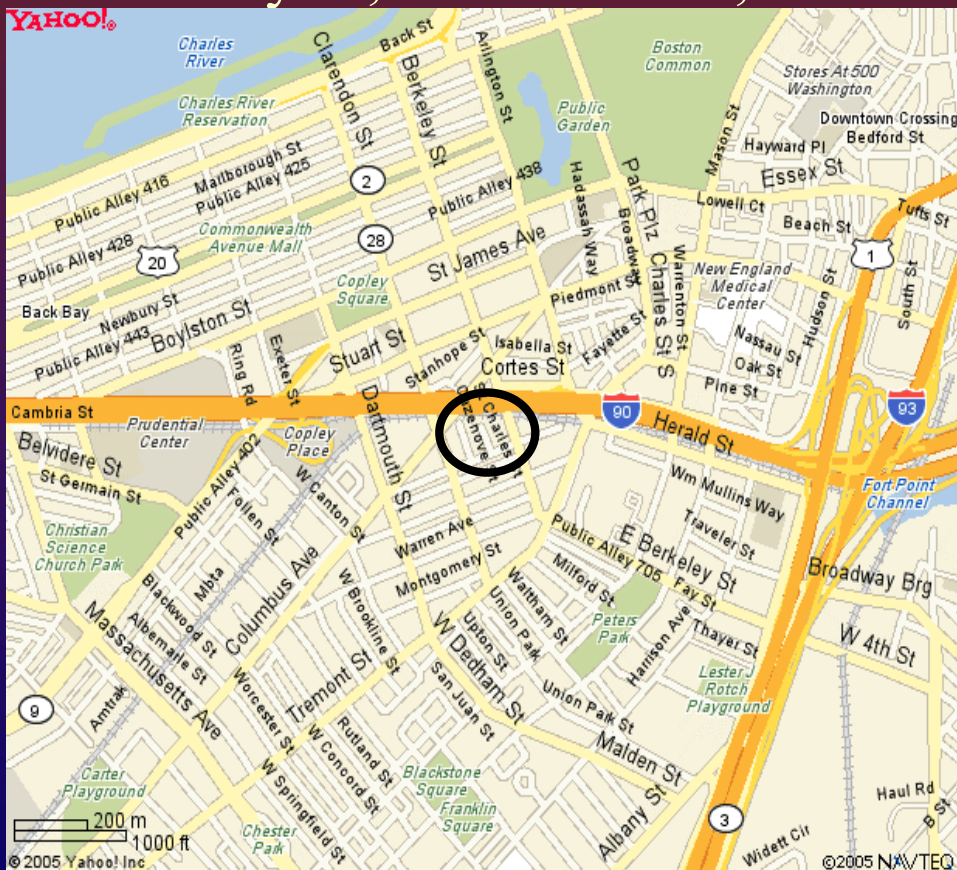 YAHOO!
Charles
River
Clarendon St
Back St
Berkeley St
Arlington St
Boston
Common
Stores At 500
Washington
Charles River
Reservation
Public
Garden
Mason St
Downtown Crossing
Bedford St
Hayward Pl
Essex St
Marlborough St
Public Alley 425
Public Alley 416
2
Public Alley 438
Hadassah Way
Park Plz
Broadway
Lowell Ct
Beach St
Tufts St
Commonwealth
Avenue Mall
Public Alley 428
20
28
St James Ave
Charles St S
Warrenton St
1
New England
Medical
Center
Hudson St
South St
Copley
Square
Piedmont St
Back Bay
Newbury St
Boylston St
Public Alley 443
Stuart St
Stanhope St
Isabella St
Fayette St
Nassau St
Oak St
Pine St
Ring Rd
Exeter St
Cortes St
Cambria St
Dartmouth St
St Charles St
90
Herald St
93
Prudential
Center
Copley
Place
Belvidere St
St Germain St
Public Alley 402
W Canton St
Wm Mullins Way
Fort Point
Channel
Christian
Science
Church Park
Follen St
Warren Ave
Traveler St
Public Alley 705
E Berkeley St
Mbta
Columbus Ave
Montgomery St
Milford St
Fay St
Broadway Brg
Blackwood St
Albemarle St
W Brookline St
Waltham St
Union Park
Upton St
Peters
Park
Harrison Ave
Thayer St
W 4th St
Massachusetts Ave
Tremont St
W Dedham St
San Juan St
Lester J
Rotch
Playground
Amtrak
9
Worcester St
Union Park St
Rutland St
W Concord St
Malden St
Carter
Playground
W Springfield St
Blackstone
Square
Franklin
Square
Albany St
Haul Rd
B St
3
200 m
1000 ft
Chester
Park
Widett Cir
© 2005 Yahoo! Inc
©2005 NAVTEQ